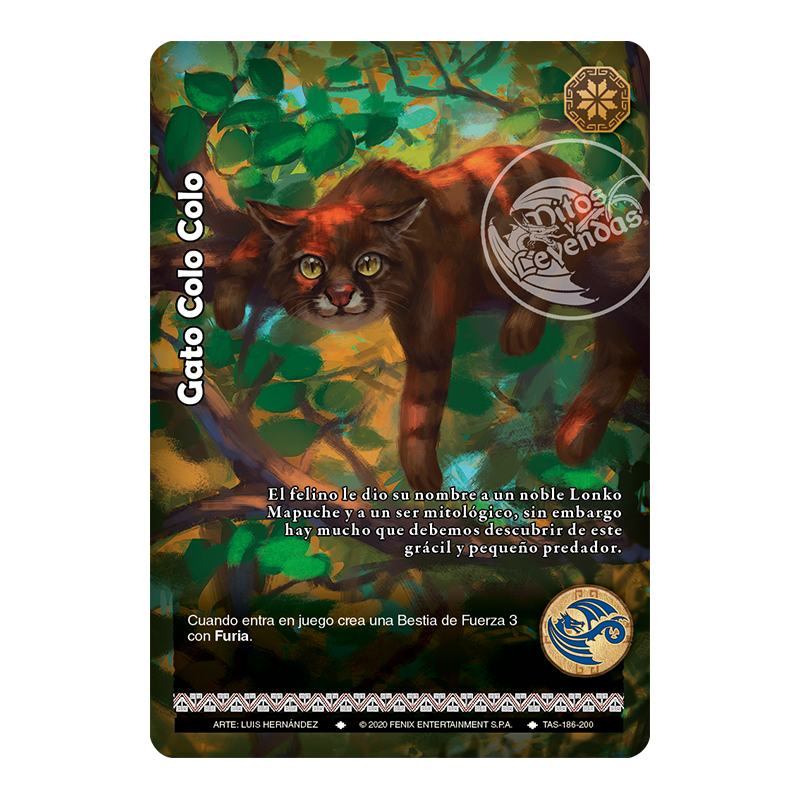 Gato Colo Colo
Mitos
y
Leyendas
El felino le dio su nombre a un noble Lonko
Mapuche y a un ser mitológico, sin embargo
hay mucho que debemos descubrir de este
grácil y pequeño predador.
Cuando entra en juego crea una Bestia de Fuerza 3
con Furia.
ARTE: LUIS HERNÁNDEZ © 2020 FENIX ENTERTAINMENT S.P.A. TAS-186-200